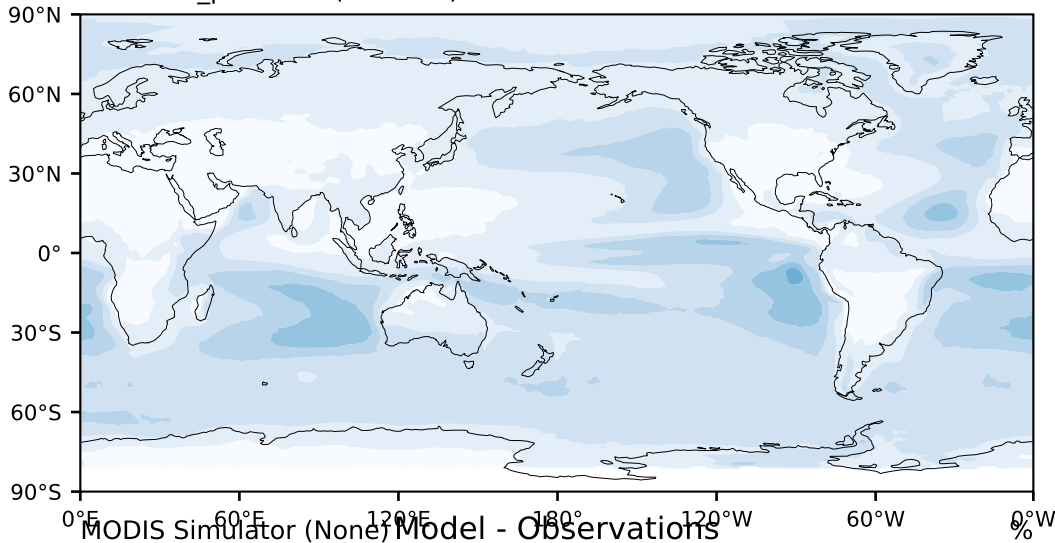 90°N
60°N
30°N
0°
30°S
60°S
90°S
0°E 60°E 120°E 180° 120°W 60°W 0°W
MODIS Simulator (None) Model - Observations %